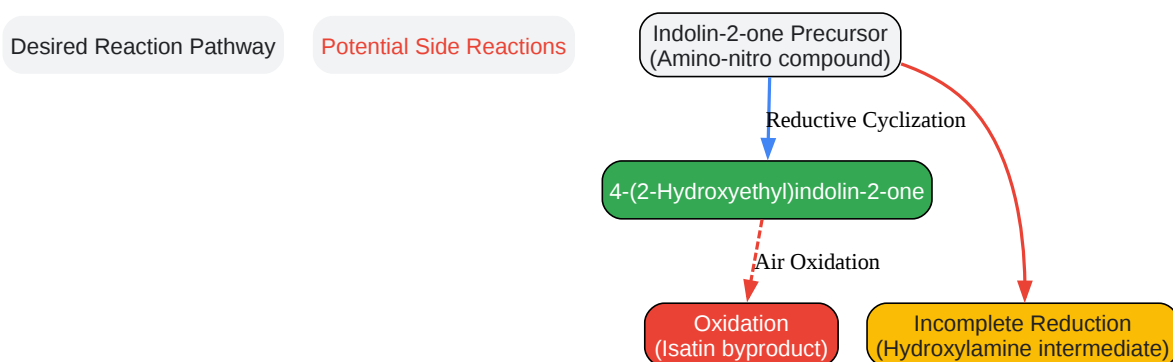 Desired Reaction Pathway
Potential Side Reactions
Indolin-2-one Precursor
(Amino-nitro compound)
Reductive Cyclization
4-(2-Hydroxyethyl)indolin-2-one
Air Oxidation
Oxidation
(Isatin byproduct)
Incomplete Reduction
(Hydroxylamine intermediate)